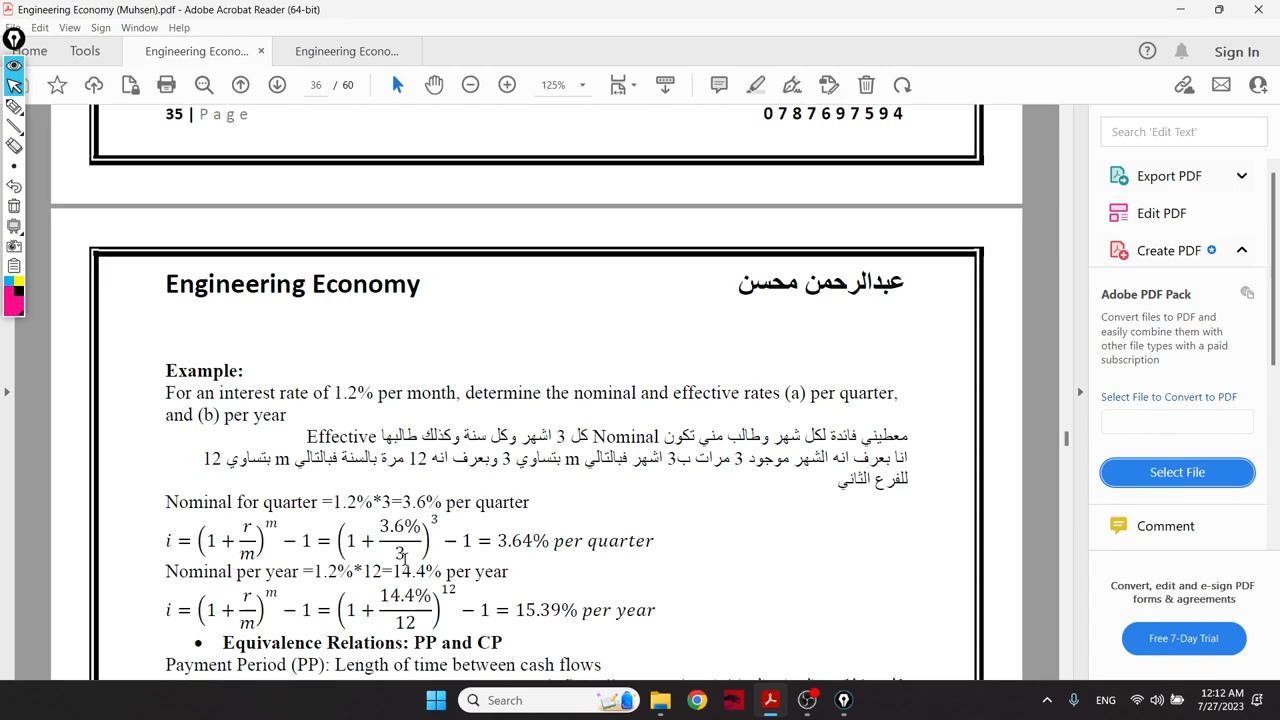 Engineering Economy (Muhsen).pdf - Adobe Acrobat Reader (64-bit)
File Edit View Sign Window Help
Home Tools Engineering Econo... × Engineering Econo...
Sign In
36 / 60 125%
Search 'Edit Text'
Export PDF
Edit PDF
Create PDF
Adobe PDF Pack
Convert files to PDF and
easily combine them with
other file types with a paid
subscription
Select File to Convert to PDF
Select File
Comment
Convert, edit and e-sign PDF
forms & agreements
Free 7-Day Trial
35 | Page 0787697594
Engineering Economy عبدالرحمن محسن
Example:
For an interest rate of 1.2% per month, determine the nominal and effective rates (a) per quarter,
and (b) per year
معطيني فائدة لكل شهر وطالب مني تكون Nominal كل 3 اشهر وكل سنة وكذلك طالبها Effective
انا بعرف انه الشهر موجود 3 مرات ب3 اشهر فبالتالي m بتساوي 3 وبعرف انه 12 مرة بالسنة فبالتالي m بتساوي 12
للفرع الثاني
Nominal for quarter =1.2%*3=3.6% per quarter
i = (1 + r/m)^m − 1 = (1 + 3.6%/3)^3 − 1 = 3.64% per quarter
Nominal per year =1.2%*12=14.4% per year
i = (1 + r/m)^m − 1 = (1 + 14.4%/12)^12 − 1 = 15.39% per year
• Equivalence Relations: PP and CP
Payment Period (PP): Length of time between cash flows
Search
ENG
12:12 AM
7/27/2023